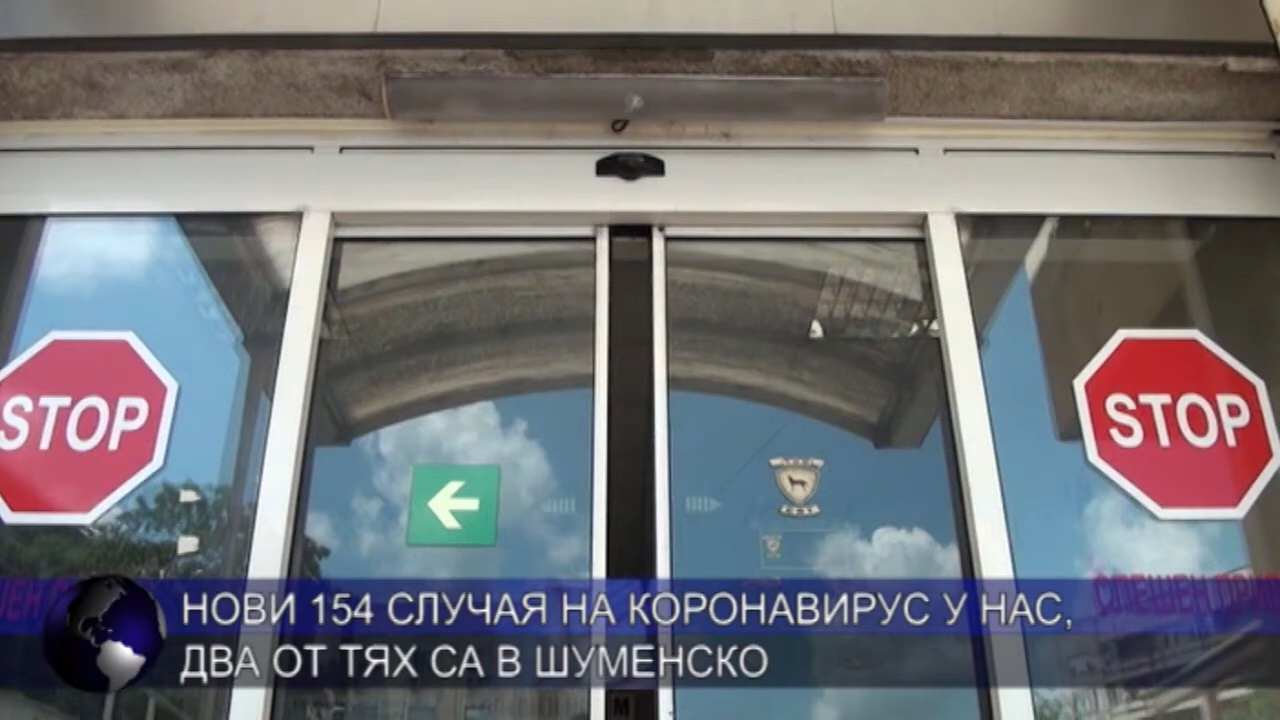 STOP
STOP
НОВИ 154 СЛУЧАЯ НА КОРОНАВИРУС У НАС,
ДВА ОТ ТЯХ СА В ШУМЕНСКО